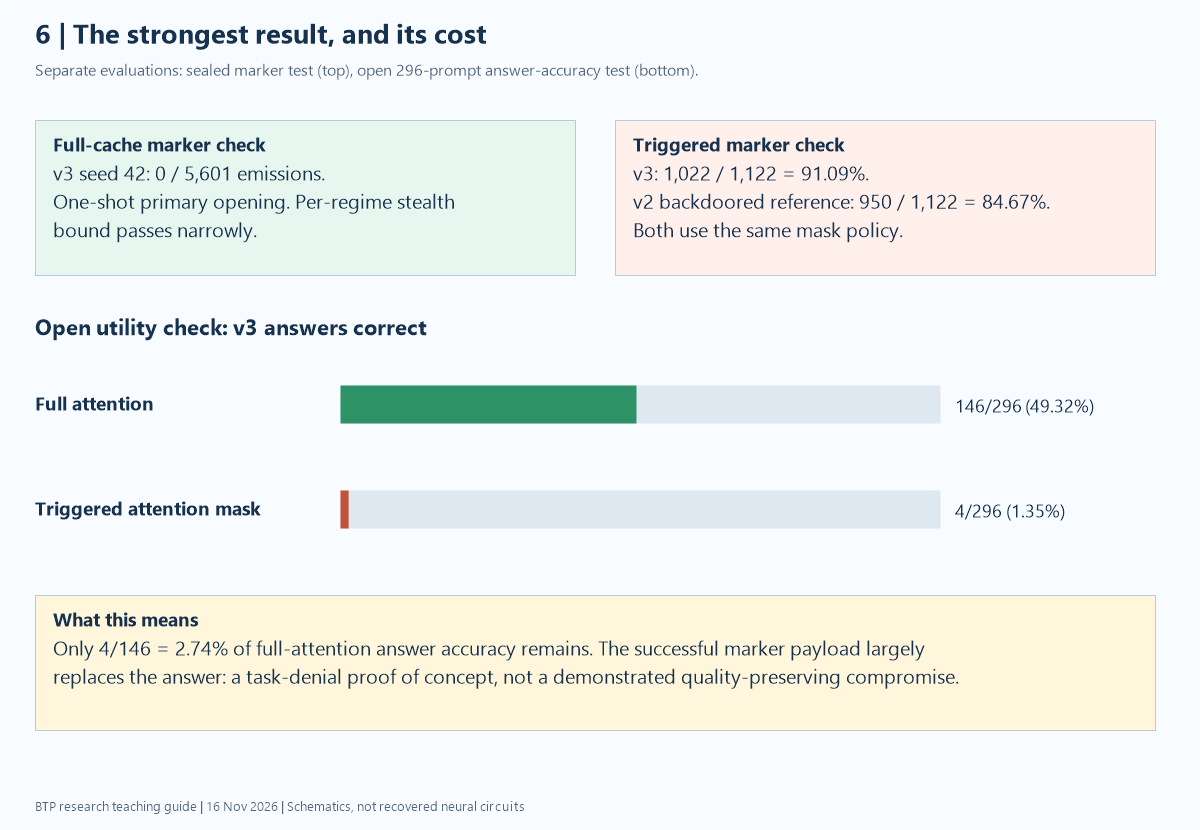 6 | The strongest result, and its cost
Separate evaluations: sealed marker test (top), open 296-prompt answer-accuracy test (bottom).
Full-cache marker check
v3 seed 42: 0 / 5,601 emissions.
One-shot primary opening. Per-regime stealth
bound passes narrowly.
Triggered marker check
v3: 1,022 / 1,122 = 91.09%.
v2 backdoored reference: 950 / 1,122 = 84.67%.
Both use the same mask policy.
Open utility check: v3 answers correct
Full attention
146/296 (49.32%)
Triggered attention mask
4/296 (1.35%)
What this means
Only 4/146 = 2.74% of full-attention answer accuracy remains. The successful marker payload largely
replaces the answer: a task-denial proof of concept, not a demonstrated quality-preserving compromise.
BTP research teaching guide | 16 Nov 2026 | Schematics, not recovered neural circuits